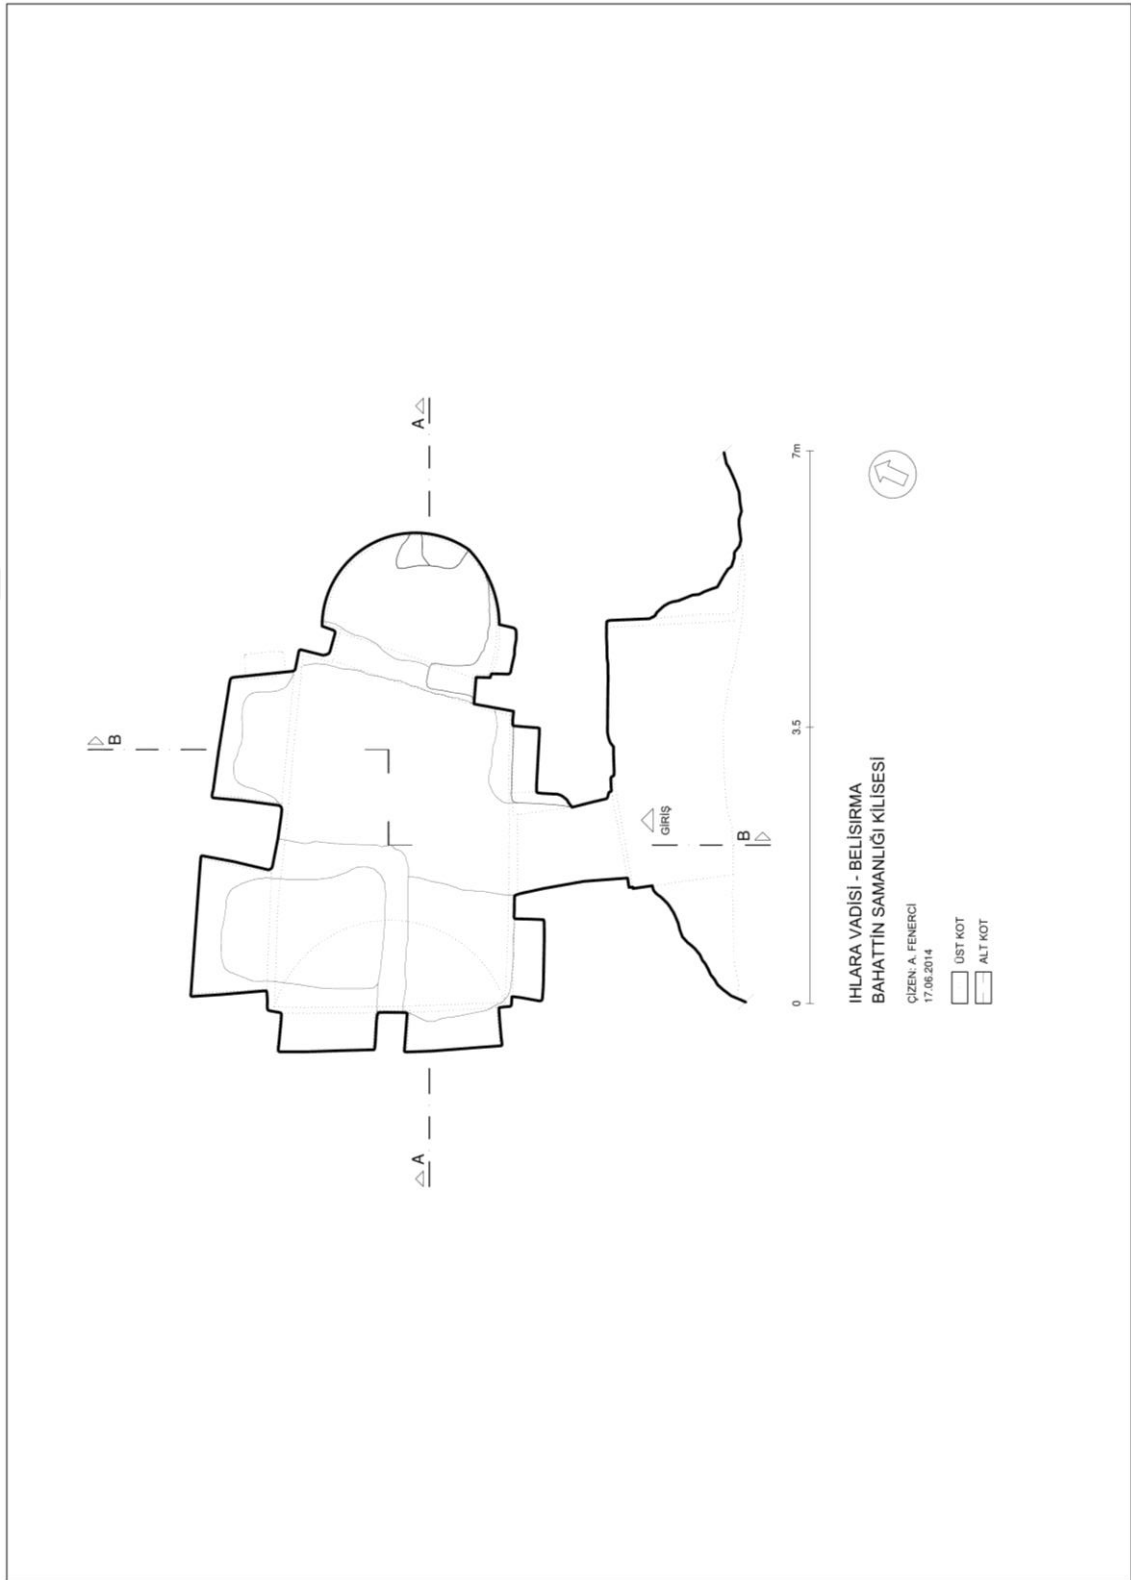 A
A
B
B
GİRİŞ
0
3.5
7m
IHLARA VADİSİ - BELİSIRMA
BAHATTİN SAMANLIĞI KİLİSESİ
ÇİZEN: A. FENERCİ
17.06.2014
ÜST KOT
ALT KOT